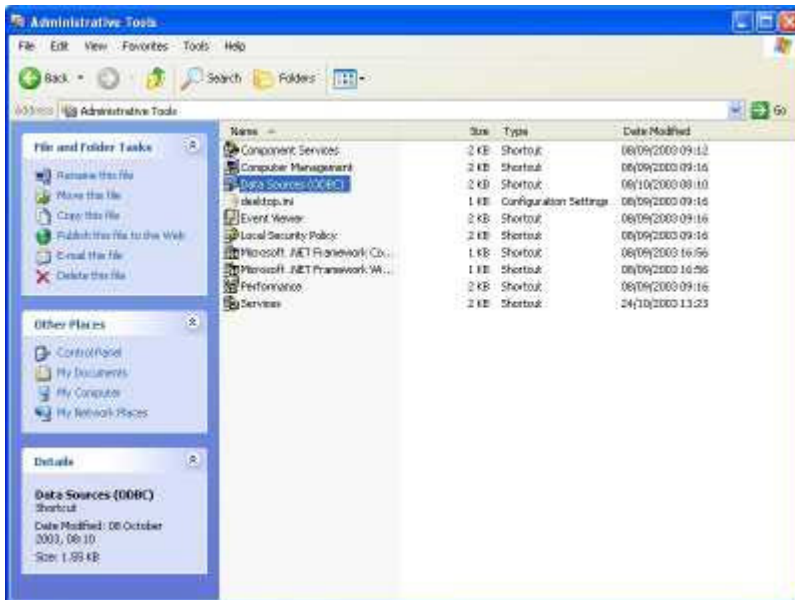 Administrative Tools
File Edit View Favorites Tools Help
Back Search Folders
Address Administrative Tools Go
Name Size Type Date Modified
File and Folder Tasks
Rename this file
Move this file
Copy this file
Publish this file to the Web
E-mail this file
Delete this file
Other Places
Control Panel
My Documents
My Computer
My Network Places
Details
Data Sources (ODBC)
Shortcut
Date Modified: 08 October
2003, 08:10
Size: 1.55 KB
Component Services 2 KB Shortcut 08/09/2003 09:12
Computer Management 2 KB Shortcut 08/09/2003 09:16
Data Sources (ODBC) 2 KB Shortcut 08/10/2003 08:10
desktop.ini 1 KB Configuration Settings 08/09/2003 09:16
Event Viewer 2 KB Shortcut 08/09/2003 09:16
Local Security Policy 2 KB Shortcut 08/09/2003 09:16
Microsoft .NET Framework 1 KB Shortcut 08/09/2003 16:56
Microsoft .NET Framework Wi... 1 KB Shortcut 08/09/2003 16:56
Performance 2 KB Shortcut 08/09/2003 09:16
Services 2 KB Shortcut 24/10/2003 13:23